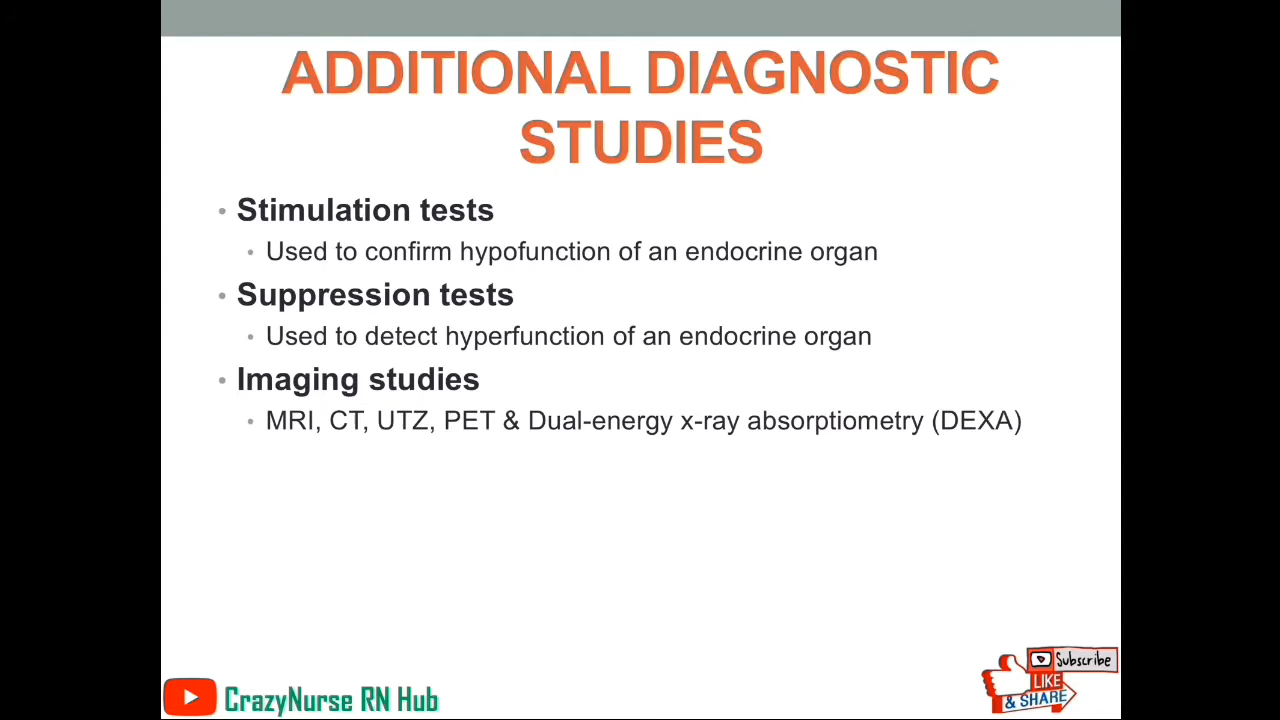 ADDITIONAL DIAGNOSTIC
STUDIES
• Stimulation tests
• Used to confirm hypofunction of an endocrine organ
• Suppression tests
• Used to detect hyperfunction of an endocrine organ
• Imaging studies
• MRI, CT, UTZ, PET & Dual-energy x-ray absorptiometry (DEXA)
Subscribe
LIKE
& SHARE
CrazyNurse RN Hub